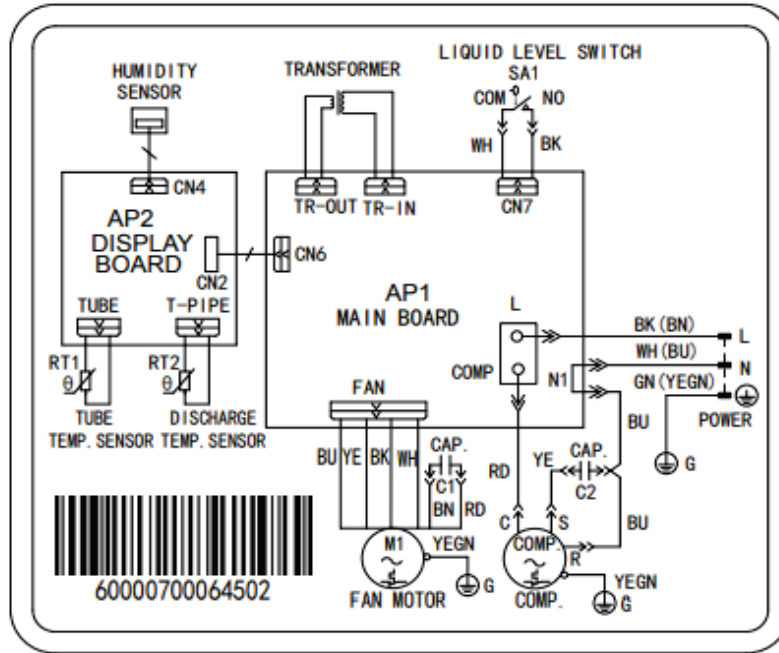 LIQUID LEVEL SWITCH
SA1
HUMIDITY
SENSOR
TRANSFORMER
COM
NO
WH
BK
CN4
TR-OUT
TR-IN
CN7
AP2
DISPLAY
BOARD
CN2
CN6
AP1
MAIN BOARD
TUBE
T-PIPE
L
COMP
BK(BN)
L
WH(BU)
N
N1
GN(YEGN)
POWER
G
RT1
θ
RT2
θ
TUBE
TEMP. SENSOR
DISCHARGE
TEMP. SENSOR
FAN
BU
YE
BK
WH
CAP.
C1
BN
RD
RD
YE
CAP.
C2
BU
BU
C
S
R
M1
YEGN
G
FAN MOTOR
COMP.
YEGN
G
COMP.
60000700064502